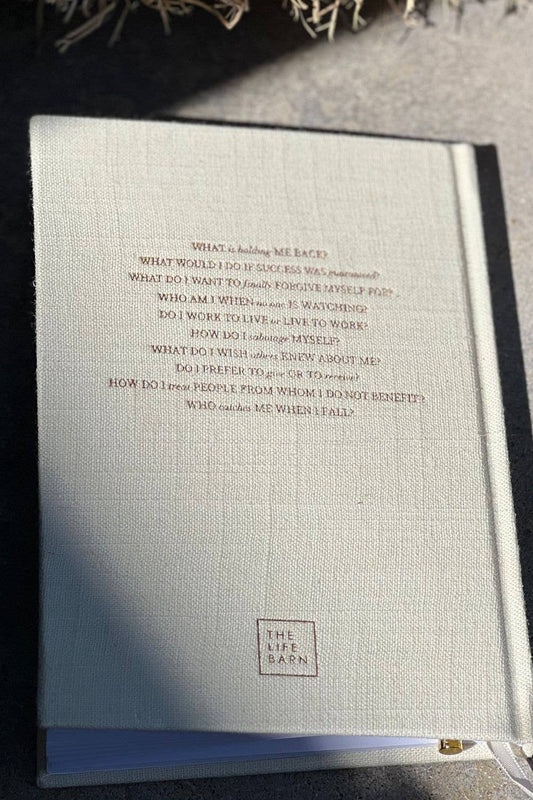 WHAT is holding ME BACK?
WHAT WOULD I DO IF SUCCESS WAS guaranteed?
WHAT DO I WANT TO finally FORGIVE MYSELF FOR?
WHO AM I WHEN no one IS WATCHING?
DO I WORK TO LIVE or LIVE TO WORK?
HOW DO I sabotage MYSELF?
WHAT DO I WISH others KNEW ABOUT ME?
DO I PREFER TO give OR TO receive?
HOW DO I treat PEOPLE FROM WHOM I DO NOT BENEFIT?
WHO catches ME WHEN I FALL?
THE
LIFE
BARN